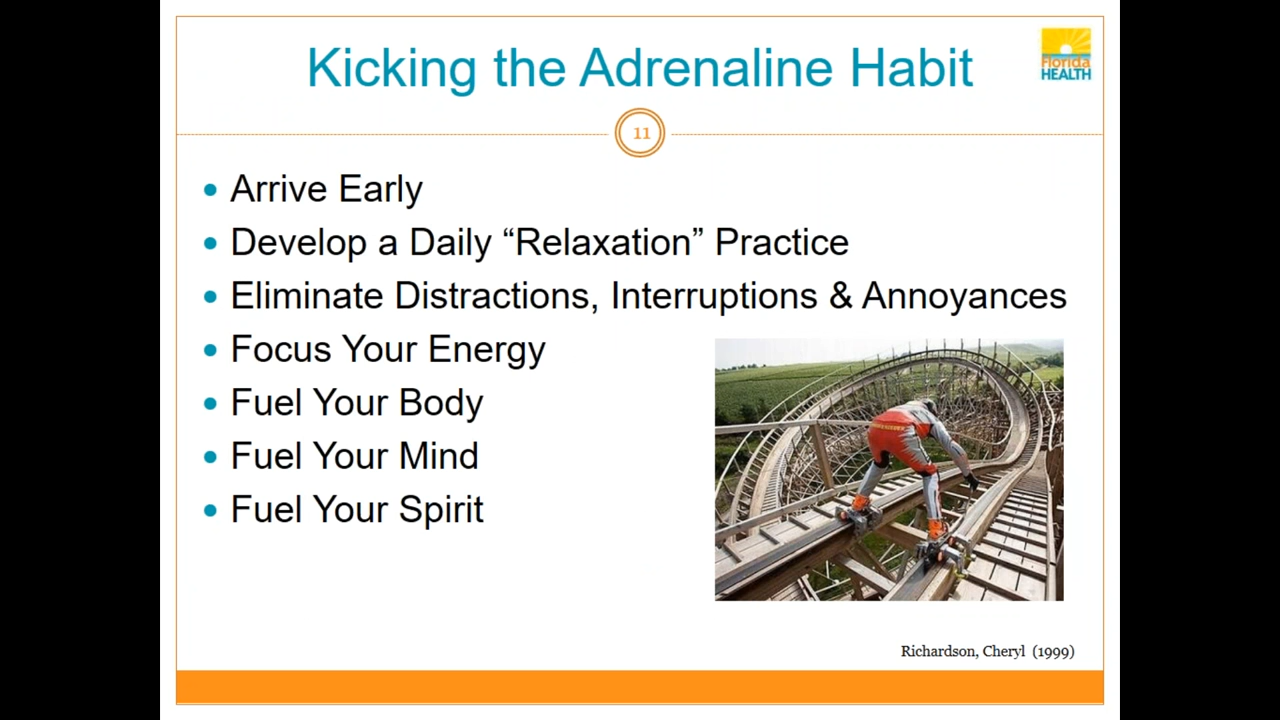 Kicking the Adrenaline Habit
Florida
HEALTH
11
Arrive Early
Develop a Daily “Relaxation” Practice
Eliminate Distractions, Interruptions & Annoyances
Focus Your Energy
Fuel Your Body
Fuel Your Mind
Fuel Your Spirit
Richardson, Cheryl (1999)